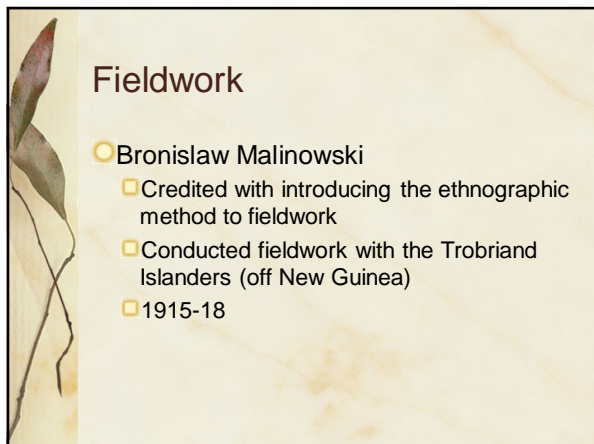 Fieldwork
Bronislaw Malinowski
Credited with introducing the ethnographic
method to fieldwork
Conducted fieldwork with the Trobriand
Islanders (off New Guinea)
1915-18